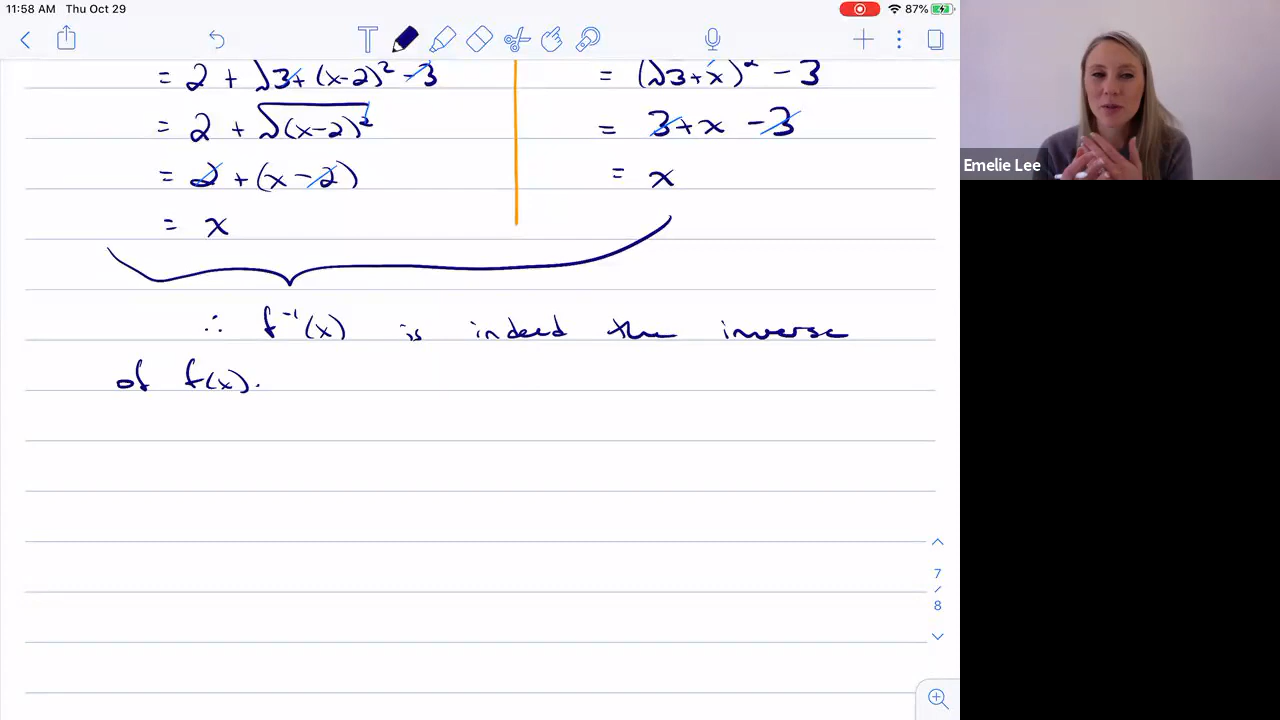 11:58 AM Thu Oct 29
87%
= 2 + √3+(x-2)² -3
= 2 + √(x-2)²
= 2 + (x-2)
= x
= (√3+x)² - 3
= 3+x -3
= x
∴ f⁻¹(x) is indeed the inverse
of f(x).
7
/
8
Emelie Lee